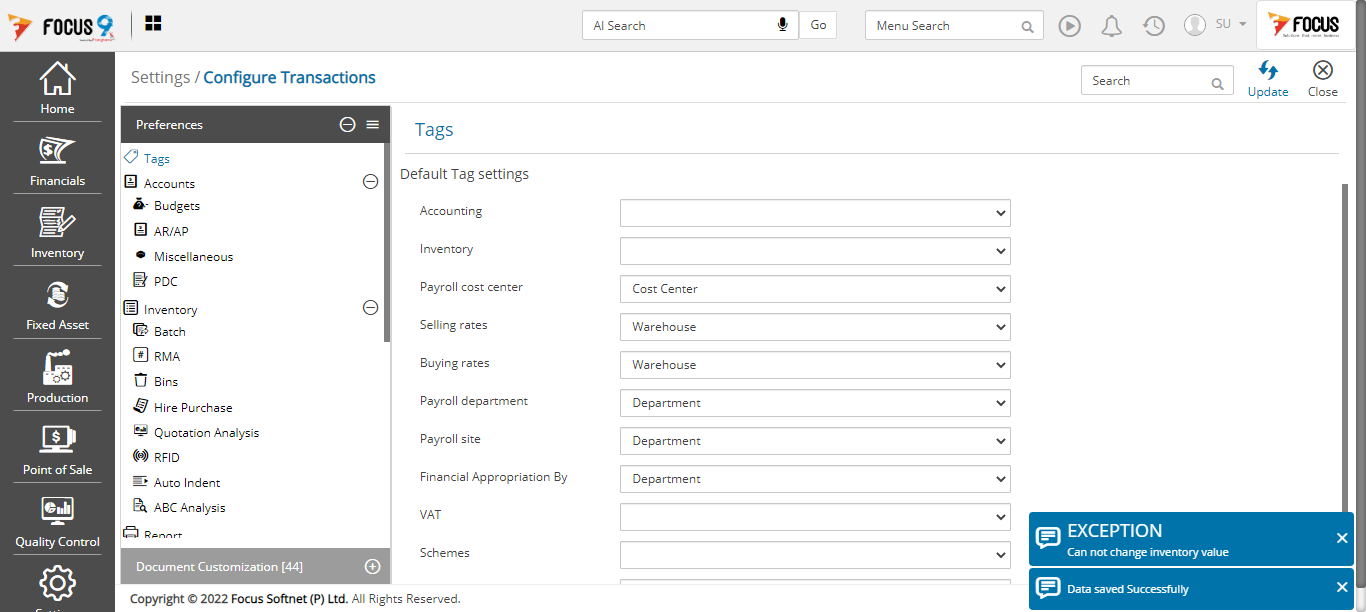 FOCUS 9
AI Search
Go
Menu Search
SU
FOCUS
Home
Financials
Inventory
Fixed Asset
Production
Point of Sale
Quality Control
Settings / Configure Transactions
Search
Update
Close
Preferences
Tags
Accounts
Budgets
AR/AP
Miscellaneous
PDC
Inventory
Batch
RMA
Bins
Hire Purchase
Quotation Analysis
RFID
Auto Indent
ABC Analysis
Report
Document Customization [44]
Tags
Default Tag settings
Accounting
Inventory
Payroll cost center Cost Center
Selling rates Warehouse
Buying rates Warehouse
Payroll department Department
Payroll site Department
Financial Appropriation By Department
VAT
Schemes
EXCEPTION
Can not change inventory value
Data saved Successfully
Copyright © 2022 Focus Softnet (P) Ltd. All Rights Reserved.